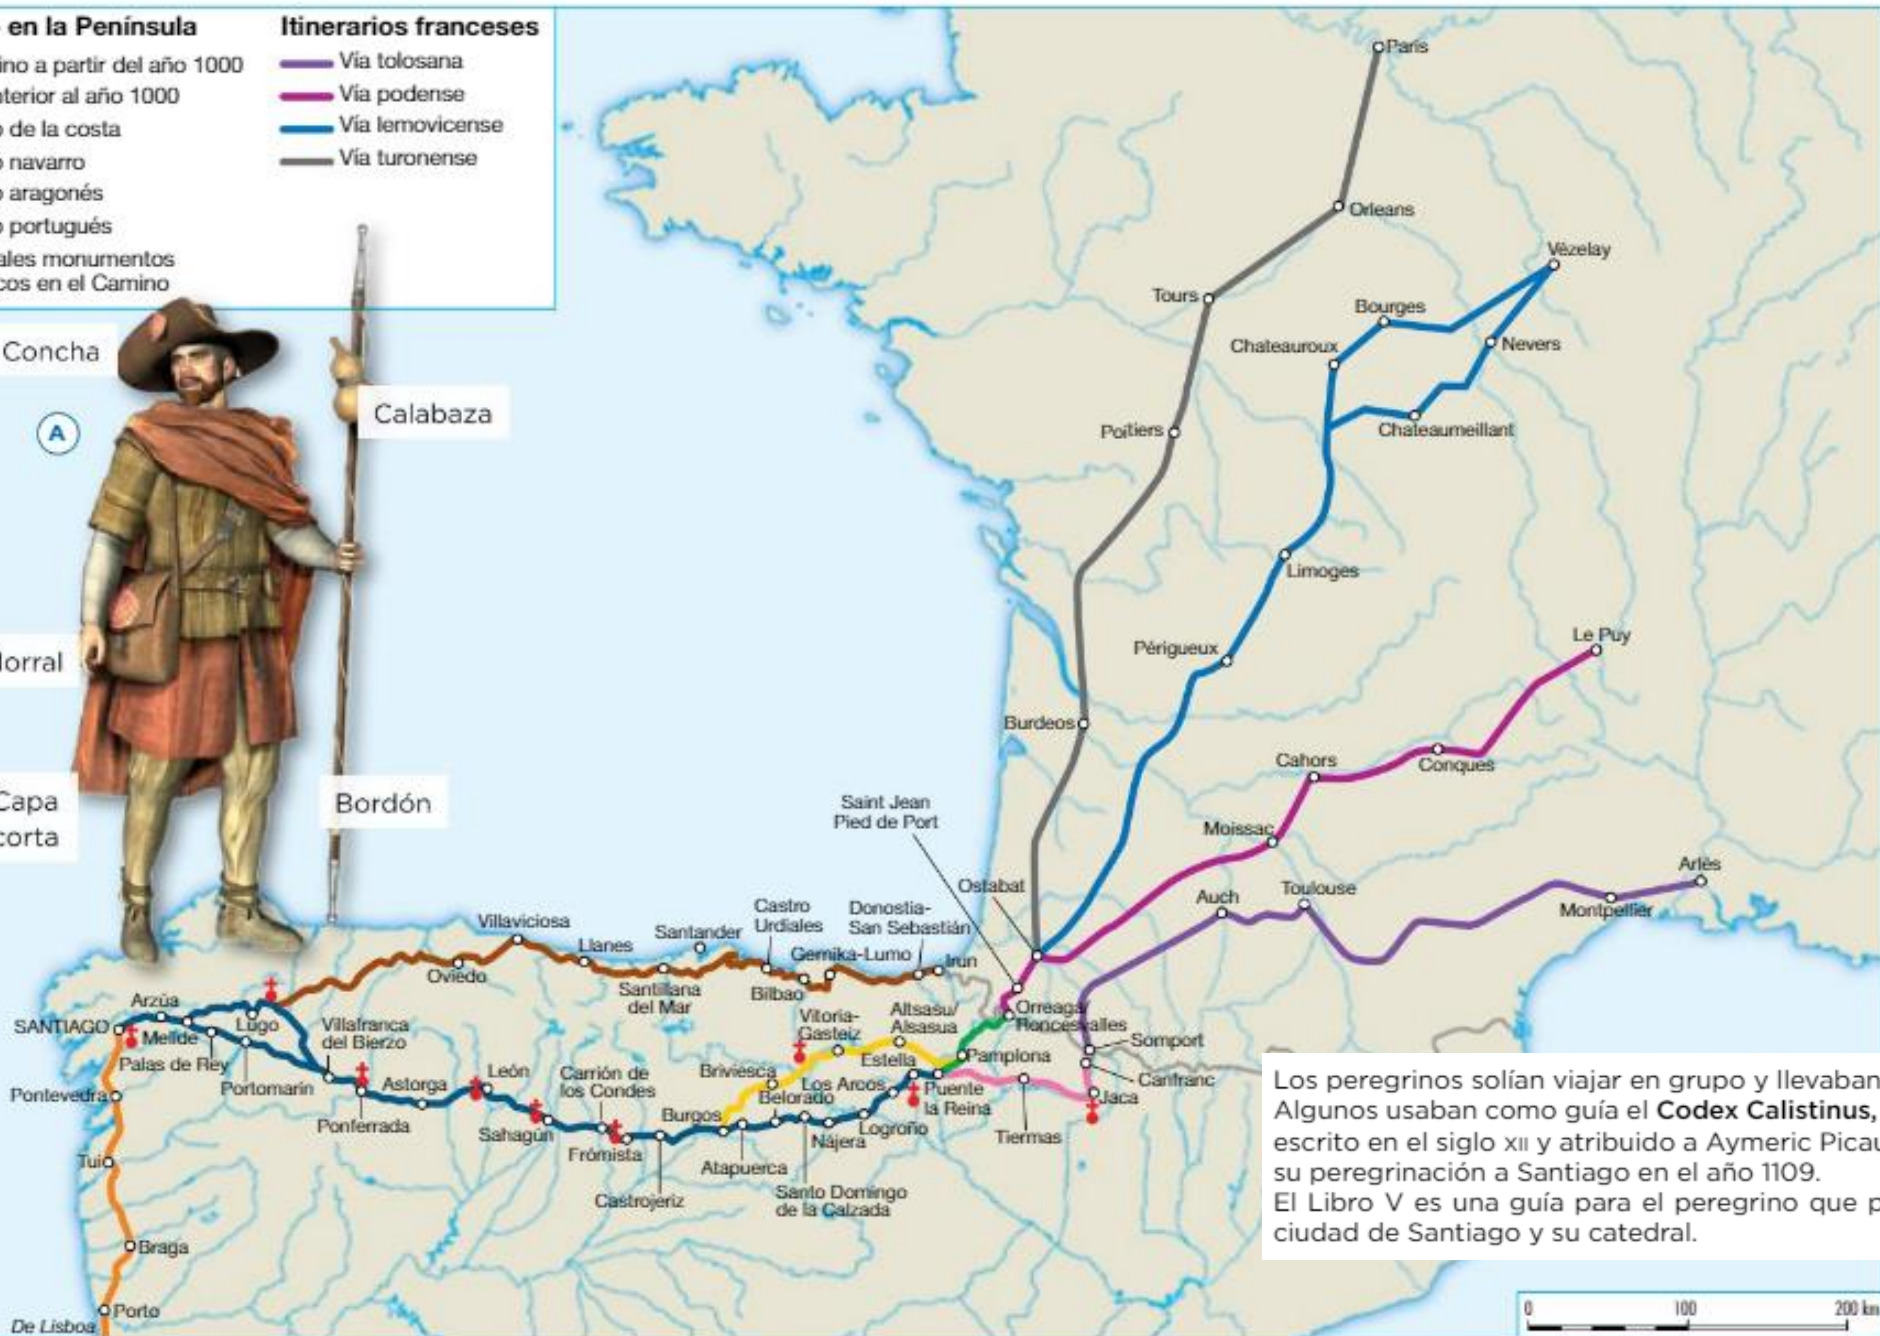 en la Península
ino a partir del año 1000
nterior al año 1000
o de la costa
o navarro
o aragonés
o portugués
ales monumentos
cos en el Camino
Itinerarios franceses
Vía tolosana
Vía podense
Vía lemovicense
Vía turonense
Concha
A
Calabaza
lorral
Capa
corta
Bordón
París
Orleans
Vézelay
Tours
Bourges
Chateauroux
Nevers
Chateaumeillant
Poitiers
Limoges
Périgueux
Le Puy
Burdeos
Cahors
Conques
Saint Jean
Pied de Port
Moissac
Arlès
Ostabat
Auch
Toulouse
Montpellier
Villaviciosa
Llanes
Santander
Castro
Urdiales
Donostia-
San Sebastián
Gernika-Lumo
Irun
Oviedo
Santillana
del Mar
Bilbao
Arzúa
SANTIAGO
Melide
Lugo
Palas de Rey
Portomarín
Villafranca
del Bierzo
Vitoria-
Gasteiz
Altsasu/
Alsasua
Orreaga/
Roncesvalles
Somport
Estella
Pamplona
Canfranc
Pontevedra
Astorga
León
Carrión de
los Condes
Briviesca
Belorado
Los Arcos
Puente
la Reina
Jaca
Ponferrada
Sahagún
Frómista
Burgos
Nájera
Logroño
Tiermas
Tui
Castrojeriz
Atapuerca
Santo Domingo
de la Calzada
Braga
Porto
De Lisboa
Los peregrinos solían viajar en grupo y llevaban
Algunos usaban como guía el Codex Calistinus,
escrito en el siglo XII y atribuido a Aymeric Picau
su peregrinación a Santiago en el año 1109.
El Libro V es una guía para el peregrino que p
ciudad de Santiago y su catedral.
0 100 200 km